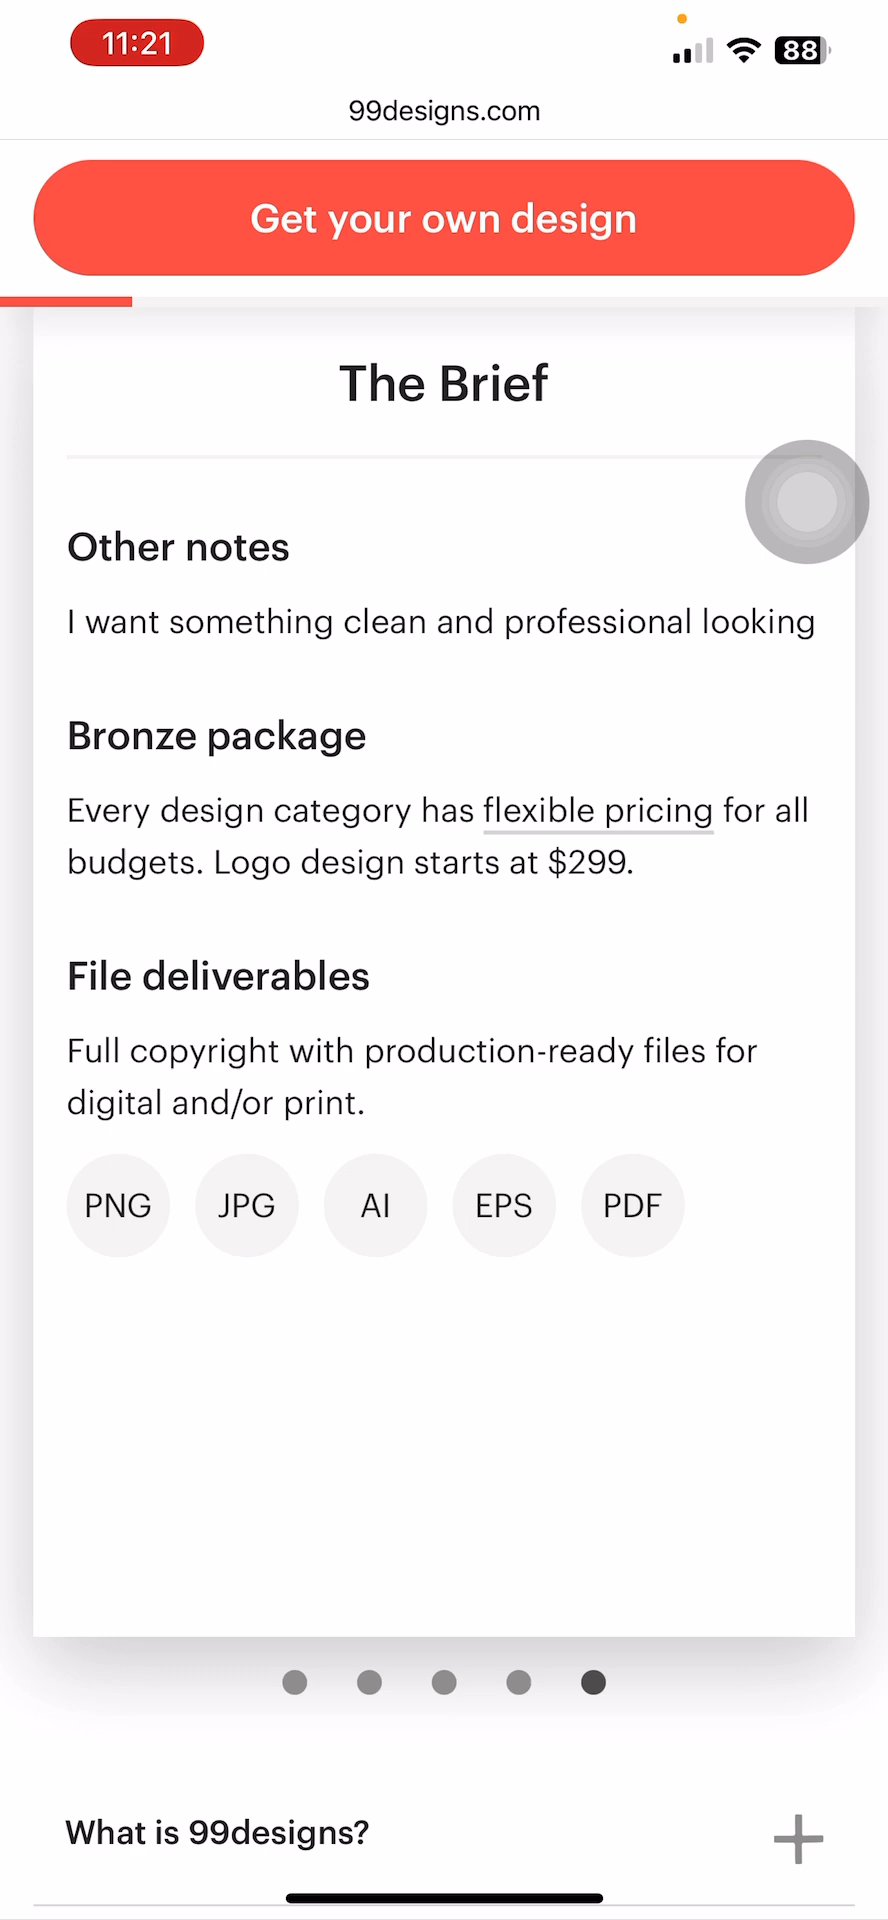 11:21
88
99designs.com
Get your own design
The Brief
Other notes
I want something clean and professional looking
Bronze package
Every design category has flexible pricing for all
budgets. Logo design starts at $299.
File deliverables
Full copyright with production-ready files for
digital and/or print.
PNG JPG AI EPS PDF
What is 99designs?